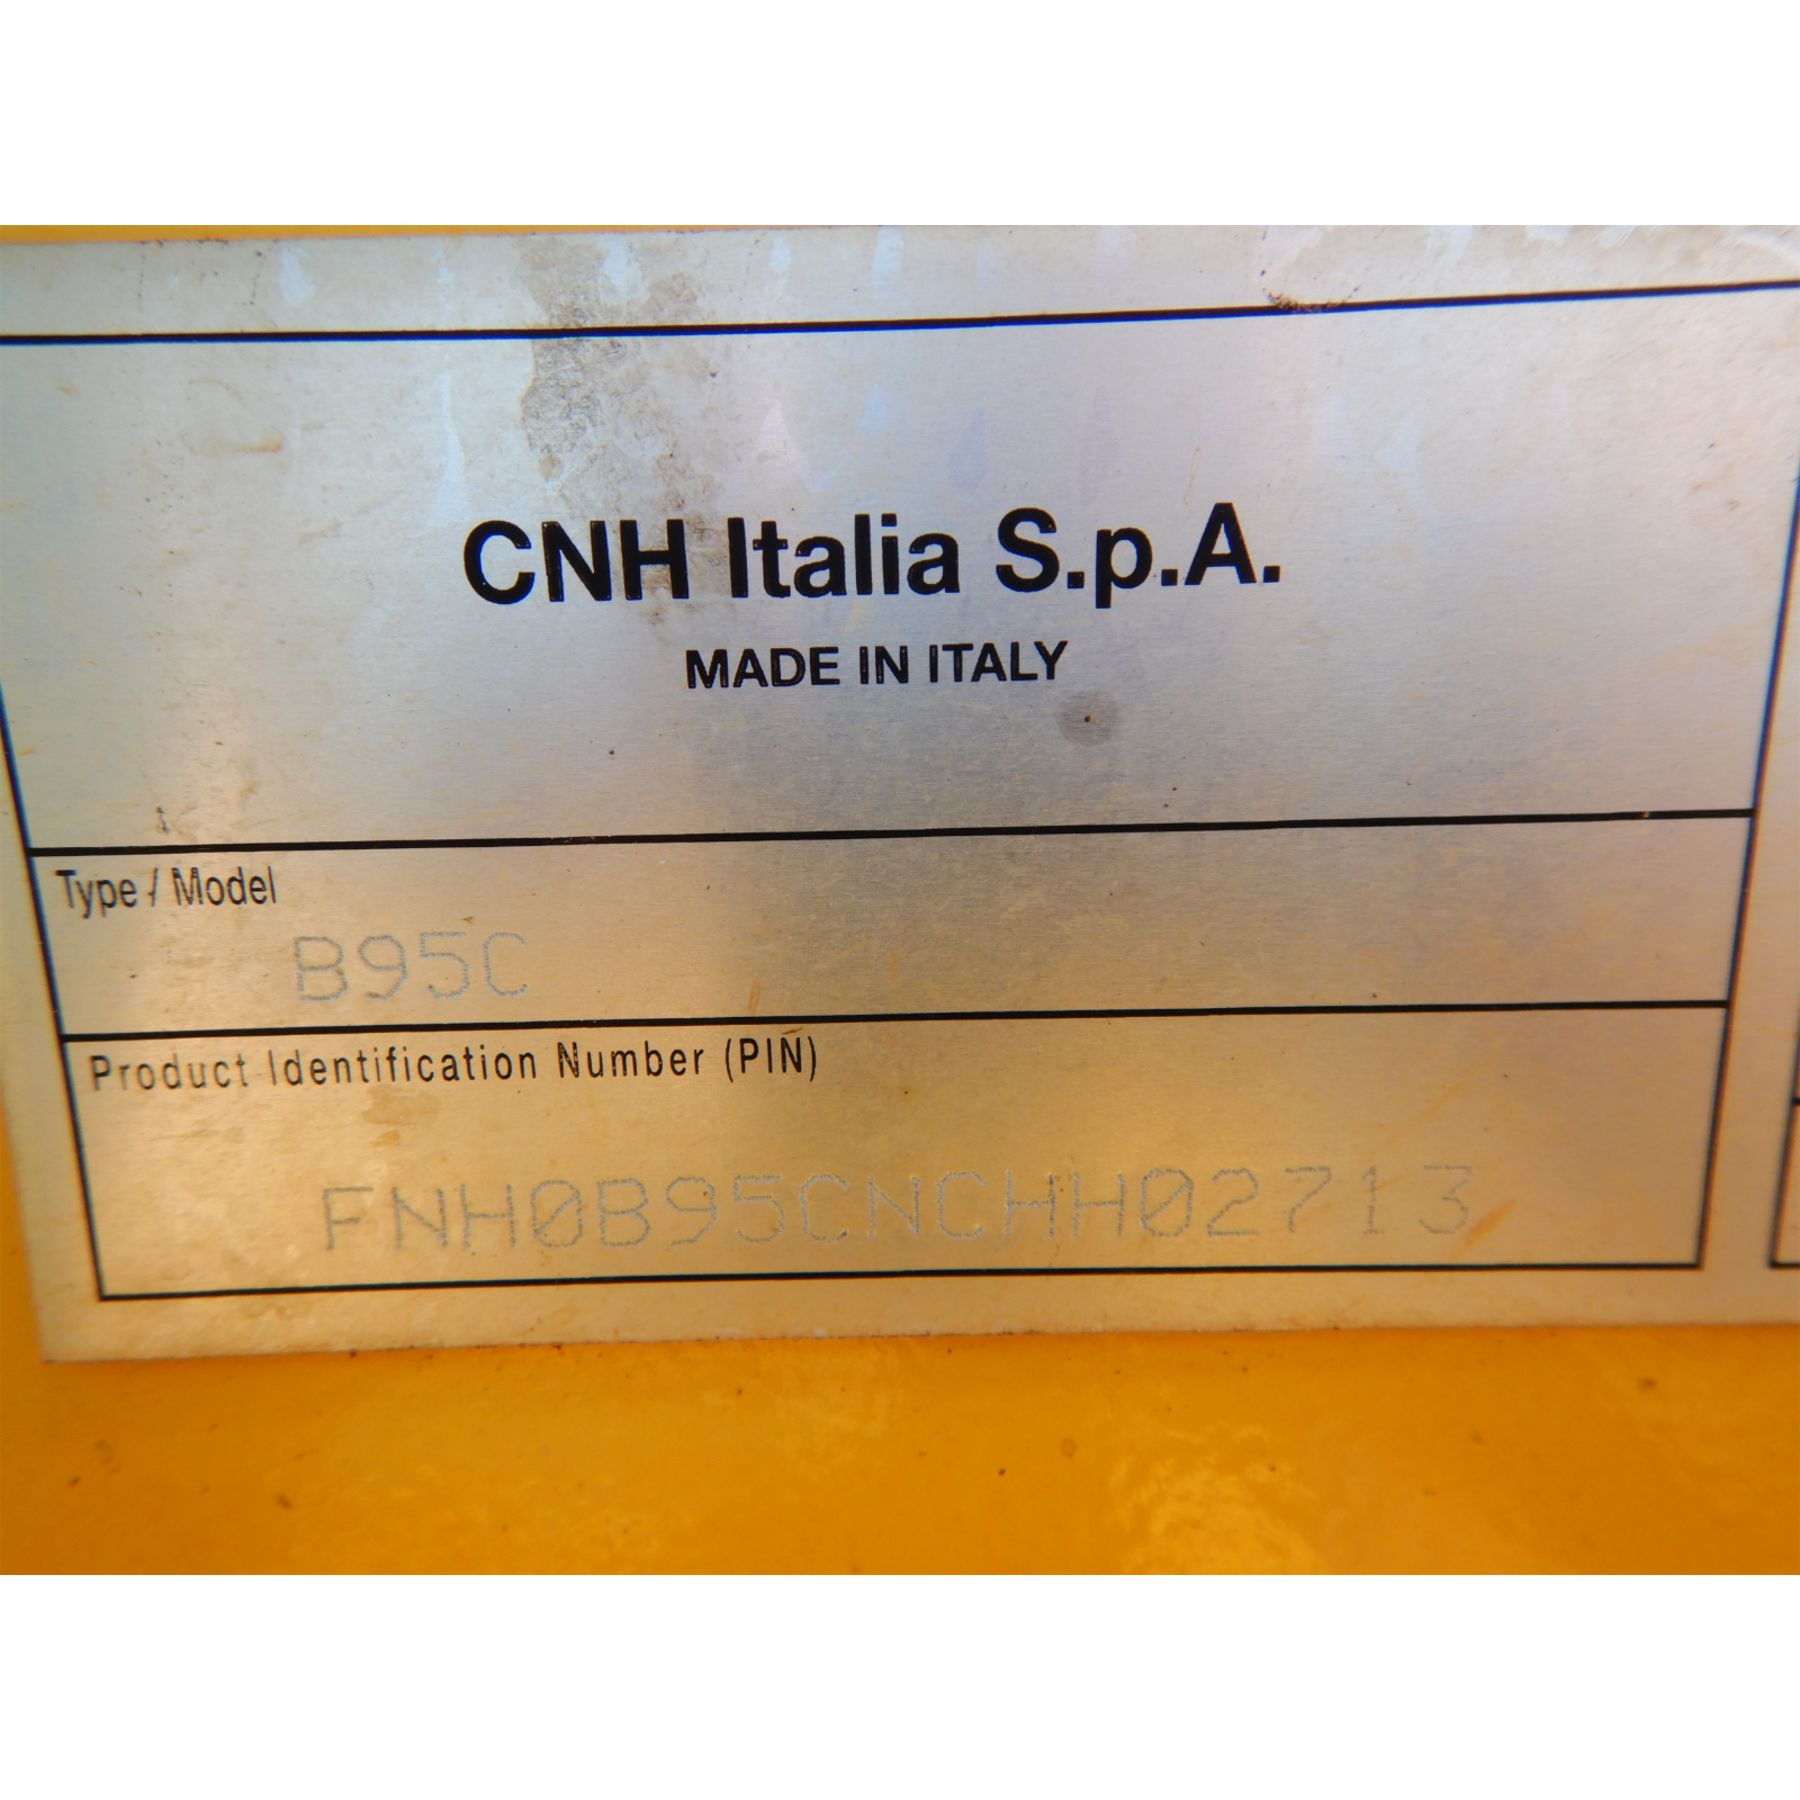 CNH Italia S.p.A.
MADE IN ITALY
Type / Model
B95C
Product Identification Number (PIN)
FNH0B95CNCHH02713